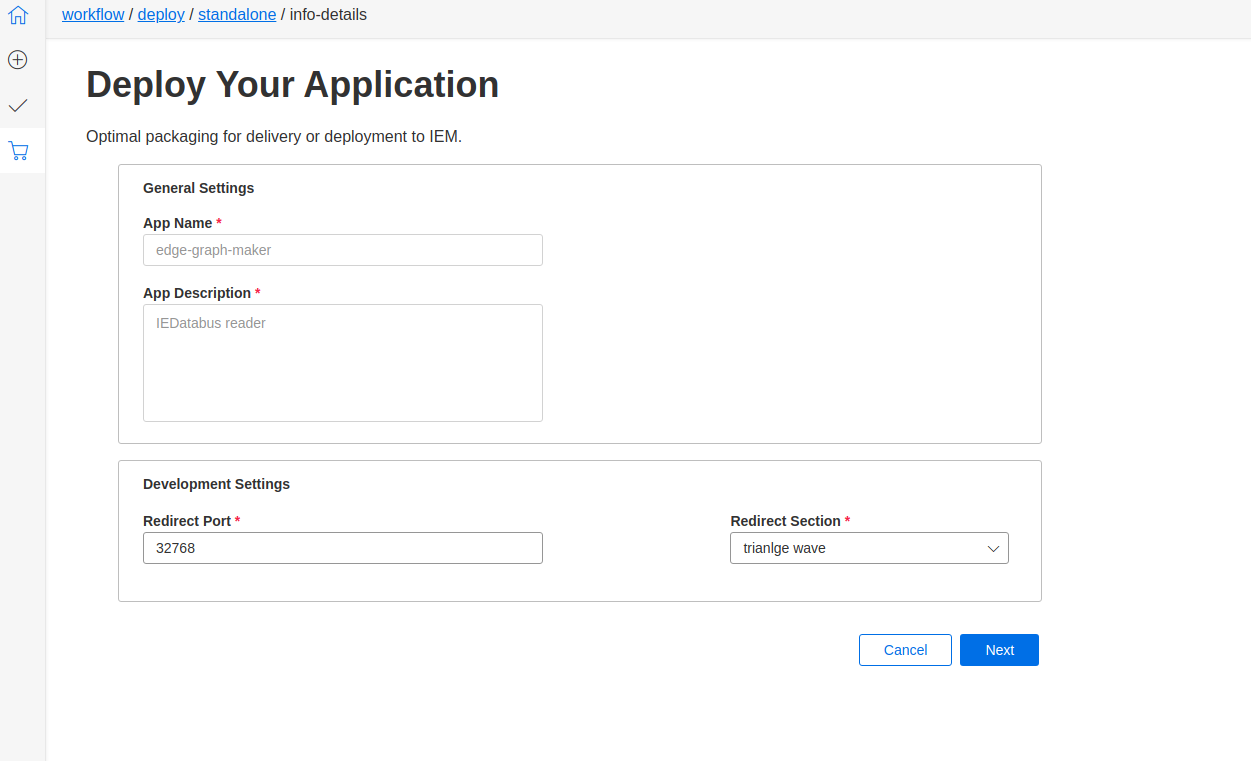 workflow / deploy / standalone / info-details
Deploy Your Application
Optimal packaging for delivery or deployment to IEM.
General Settings
App Name *
edge-graph-maker
App Description *
IEDatabus reader
Development Settings
Redirect Port *
Redirect Section *
32768
trianlge wave
Cancel
Next